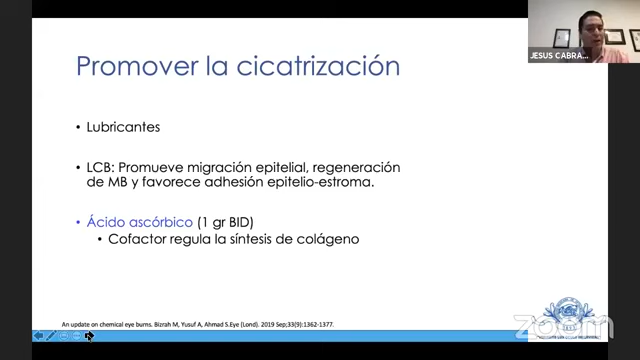 JESUS CABRA...
Promover la cicatrización
• Lubricantes
• LCB: Promueve migración epitelial, regeneración
de MB y favorece adhesión epitelio-estroma.
• Ácido ascórbico (1 gr BID)
• Cofactor regula la síntesis de colágeno
An update on chemical eye burns. Bizrah M, Yusuf A, Ahmad S.Eye (Lond). 2019 Sep;33(9):1362-1377.
zoom